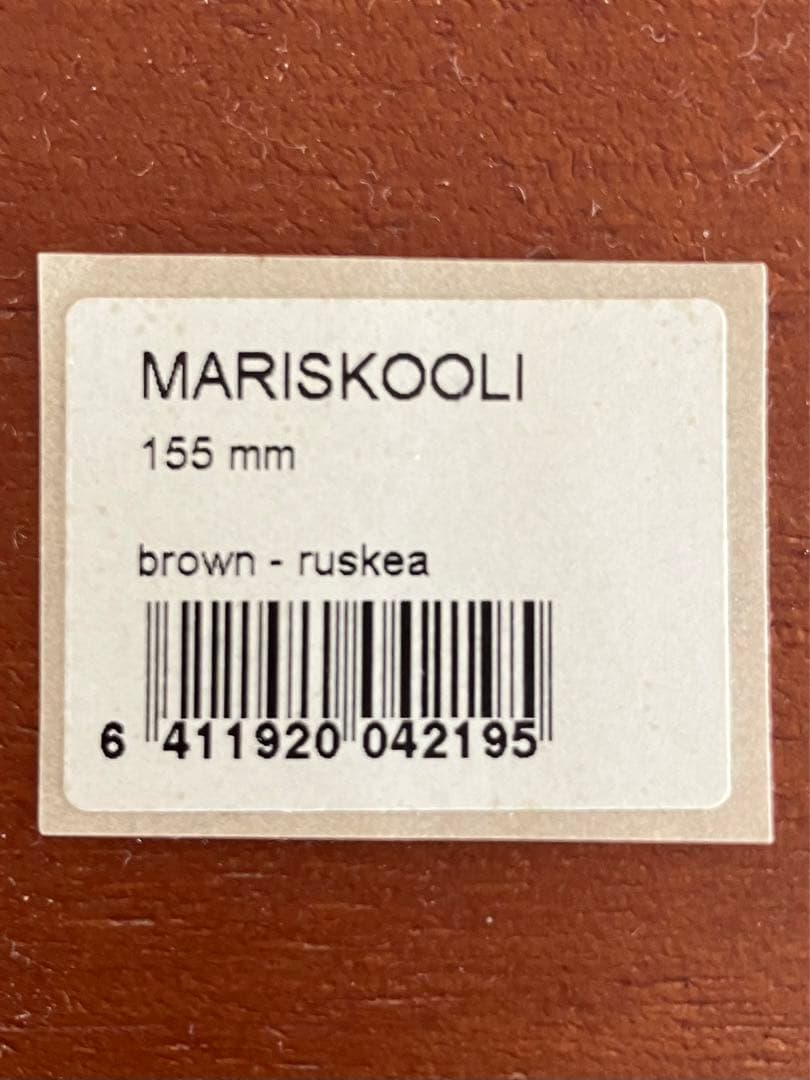 MARISKOOLI
155 mm
brown - ruskea
6 411920 042195